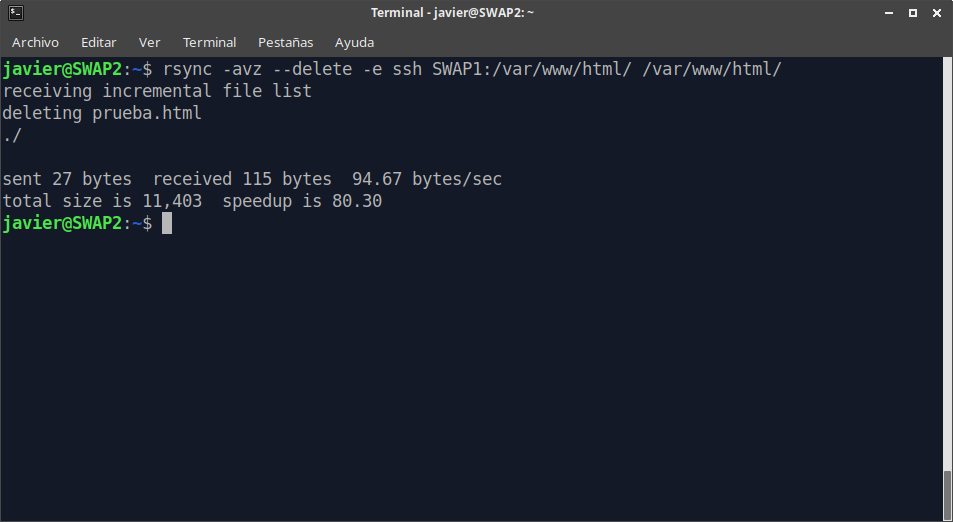 Terminal - javier@SWAP2: ~
Archivo Editar Ver Terminal Pestañas Ayuda
javier@SWAP2:~$ rsync -avz --delete -e ssh SWAP1:/var/www/html/ /var/www/html/
receiving incremental file list
deleting prueba.html
./
sent 27 bytes  received 115 bytes  94.67 bytes/sec
total size is 11,403  speedup is 80.30
javier@SWAP2:~$